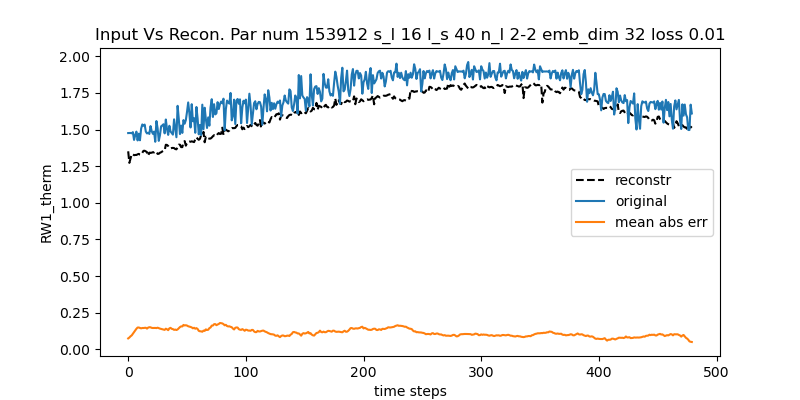 Input Vs Recon. Par num 153912 s_l 16 l_s 40 n_l 2-2 emb_dim 32 loss 0.01
2.00
1.75
1.50
1.25
1.00
0.75
0.50
0.25
0.00
RW1_therm
reconstr
original
mean abs err
0
100
200
300
400
500
time steps